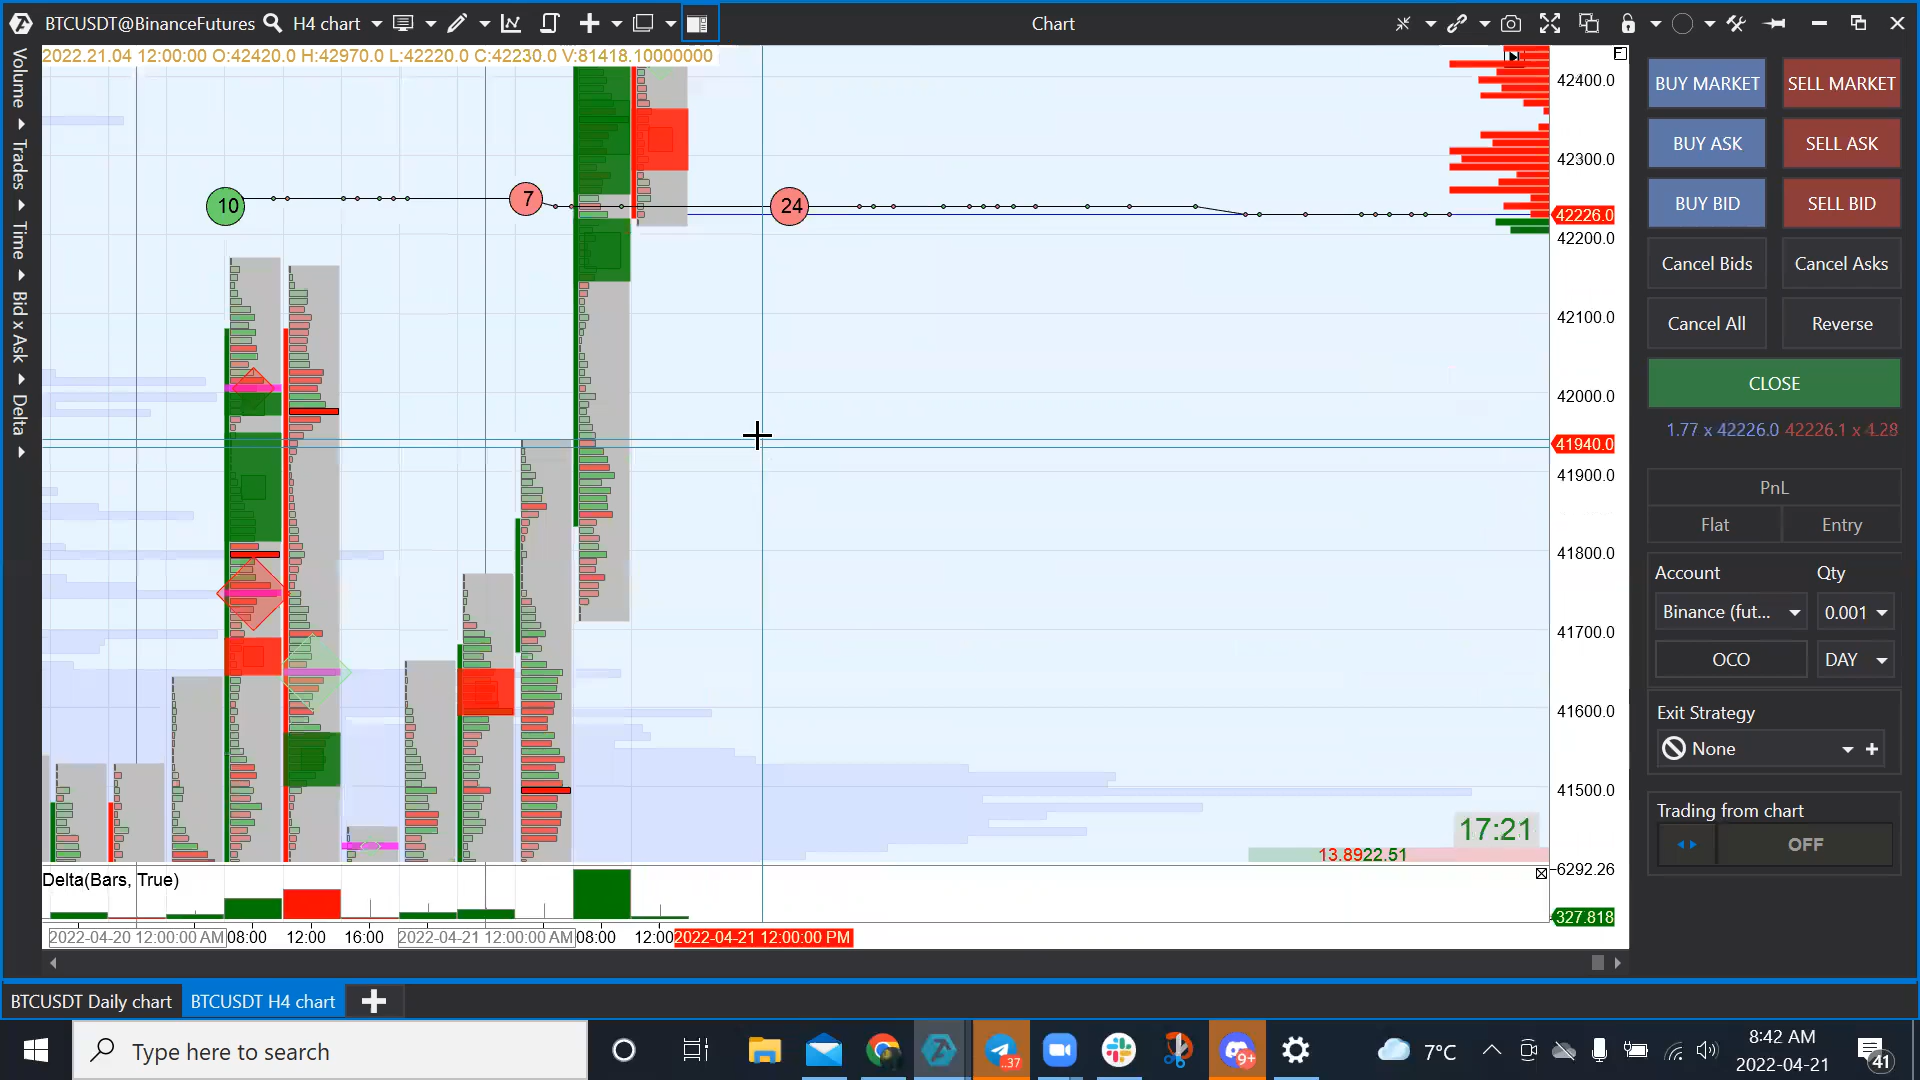 BTCUSDT@BinanceFutures H4 chart Chart
2022.21.04 12:00:00 O:42420.0 H:42970.0 L:42220.0 C:42230.0 V:81418.10000000
Volume
Trades
Time
Bid x Ask
Delta
10
7
24
42400.0
42300.0
42226.0
42200.0
42100.0
42000.0
41940.0
41900.0
41800.0
41700.0
41600.0
41500.0
17:21
13.8922.51
6292.26
Delta(Bars, True)
327.818
2022-04-20 12:00:00 AM 08:00 12:00 16:00 2022-04-21 12:00:00 AM 08:00 12:00 2022-04-21 12:00:00 PM
BUY MARKET SELL MARKET
BUY ASK SELL ASK
BUY BID SELL BID
Cancel Bids Cancel Asks
Cancel All Reverse
CLOSE
1.77 x 42226.0 42226.1 x 4.28
PnL
Flat Entry
Account Qty
Binance (fut... 0.001
OCO DAY
Exit Strategy
None
Trading from chart
OFF
BTCUSDT Daily chart BTCUSDT H4 chart
Type here to search
..37
9+
7°C
8:42 AM
2022-04-21
41